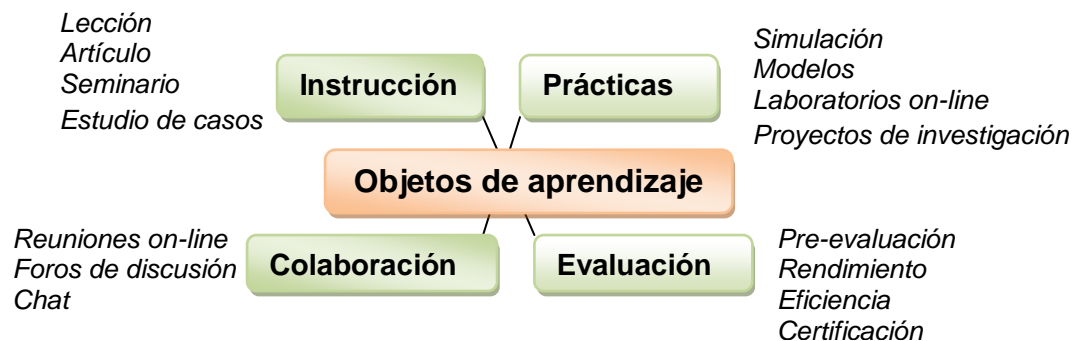 Lección
Artículo
Seminario
Estudio de casos
Instrucción
Prácticas
Simulación
Modelos
Laboratorios on-line
Proyectos de investigación
Objetos de aprendizaje
Reuniones on-line
Foros de discusión
Chat
Colaboración
Evaluación
Pre-evaluación
Rendimiento
Eficiencia
Certificación